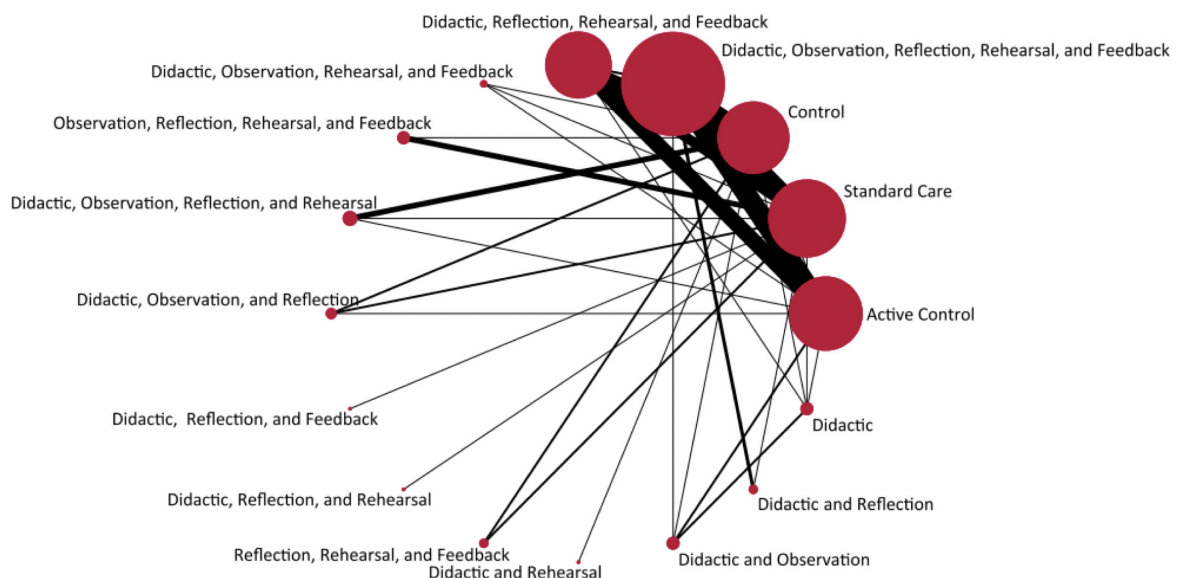 Didactic, Reflection, Rehearsal, and Feedback
Didactic, Observation, Reflection, Rehearsal, and Feedback
Didactic, Observation, Rehearsal, and Feedback
Control
Observation, Reflection, Rehearsal, and Feedback
Standard Care
Didactic, Observation, Reflection, and Rehearsal
Didactic, Observation, and Reflection
Active Control
Didactic, Reflection, and Feedback
Didactic
Didactic, Reflection, and Rehearsal
Didactic and Reflection
Reflection, Rehearsal, and Feedback
Didactic and Observation
Didactic and Rehearsal